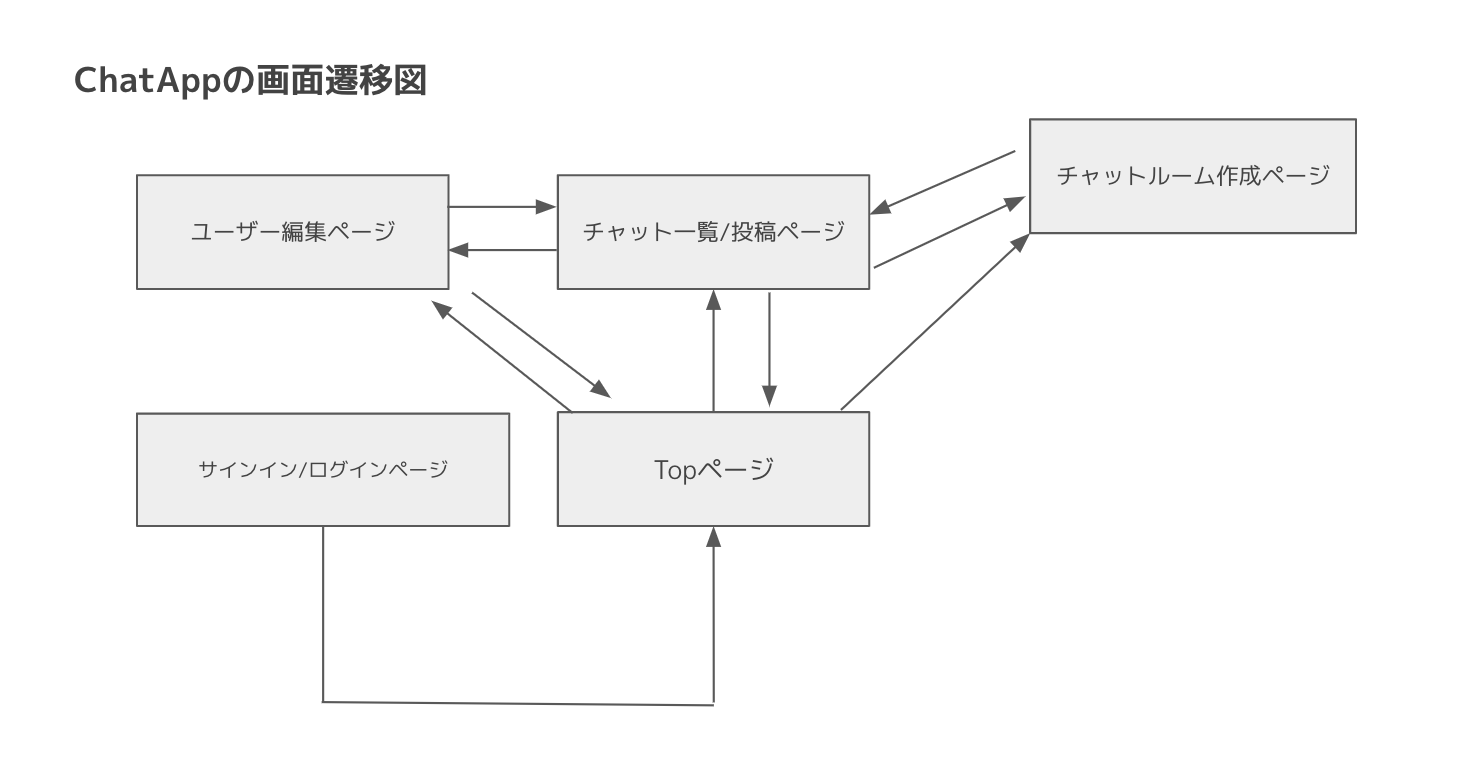 ChatAppの画面遷移図
チャットルーム作成ページ
ユーザー編集ページ
チャット一覧/投稿ページ
サインイン/ログインページ
Topページ